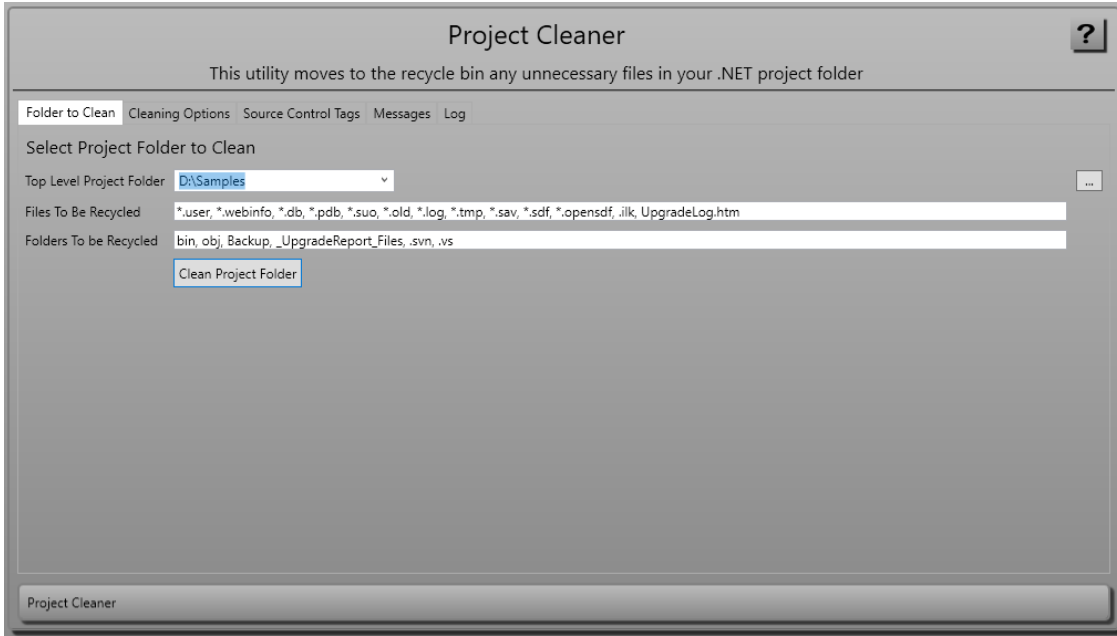 Project Cleaner
?
This utility moves to the recycle bin any unnecessary files in your .NET project folder
Folder to Clean Cleaning Options Source Control Tags Messages Log
Select Project Folder to Clean
Top Level Project Folder D:\Samples ...
Files To Be Recycled *.user, *.webinfo, *.db, *.pdb, *.suo, *.old, *.log, *.tmp, *.sav, *.sdf, *.opensdf, .ilk, UpgradeLog.htm
Folders To be Recycled bin, obj, Backup, _UpgradeReport_Files, .svn, .vs
Clean Project Folder
Project Cleaner